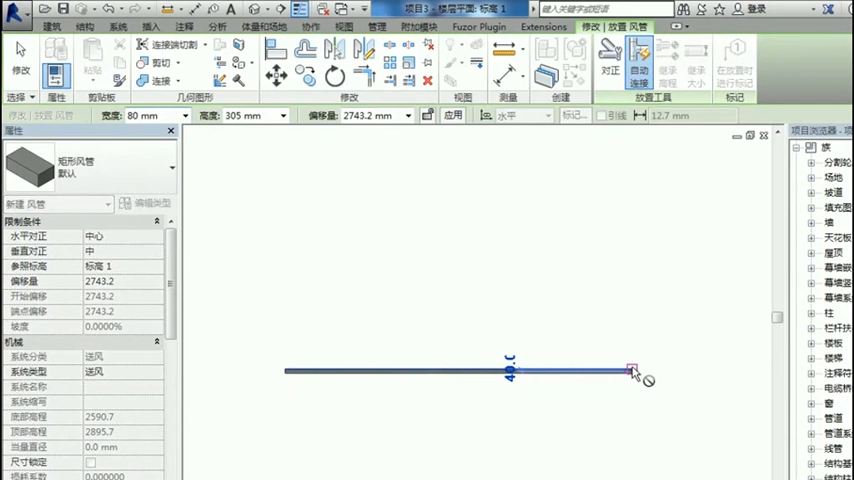 项目3 - 楼层平面: 标高 1
键入关键字或短语
登录
建筑 结构 系统 插入 注释 分析 协作 体量和场地 视图 管理 附加模块 Fuzor Plugin Extensions 修改 | 放置 风管
修改
粘贴
连接端切割
剪切
连接
对正
自动
连接
继承
高程
继承
大小
在放置时
进行标记
选择 属性 剪贴板 几何图形 修改 视图 测量 创建 放置工具 标记
修改 | 放置 风管 宽度: 80 mm 高度: 305 mm 偏移量: 2743.2 mm 应用 水平 标记... 引线 12.7 mm
属性
矩形风管
默认
新建 风管 编辑类型
限制条件
水平对正 中心
垂直对正 中
参照标高 标高 1
偏移量 2743.2
开始偏移 2743.2
端点偏移 2743.2
坡度 0.0000%
机械
系统分类 送风
系统类型 送风
系统名称
系统缩写
底部高程 2590.7
顶部高程 2895.7
当量直径 0.0 mm
尺寸锁定
损耗系数 0.000000
40.0
项目浏览器 - 项
族
分割轮
场地
坡道
填充图
墙
天花板
屋顶
幕墙嵌
幕墙竖
幕墙系
柱
栏杆扶
楼板
楼梯
注释符
电缆桥
窗
管道
管道系
线管
结构基